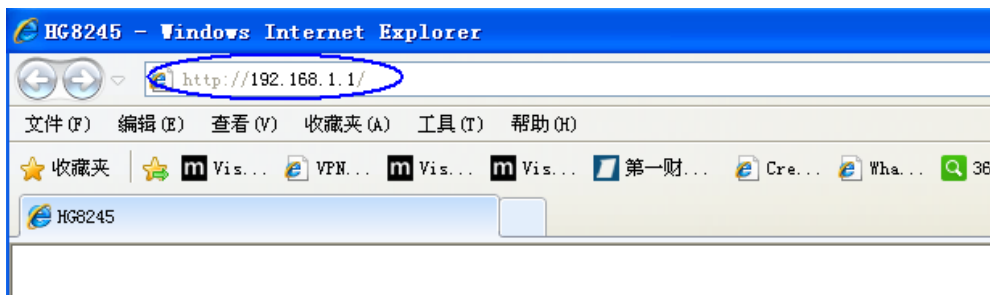 HG8245 - Windows Internet Explorer
http://192.168.1.1/
文件(F) 编辑(E) 查看(V) 收藏夹(A) 工具(T) 帮助(H)
收藏夹 m Vis... VPN... m Vis... m Vis... 第一财... Cre... Wha... 36
HG8245